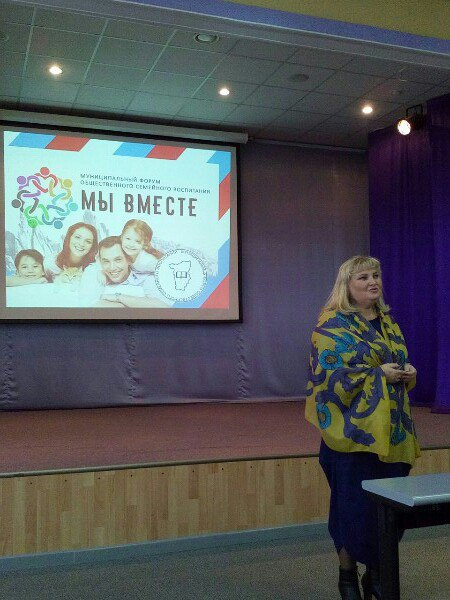 МУНИЦИПАЛЬНЫЙ ФОРУМ
ОБЩЕСТВЕННОГО СЕМЕЙНОГО ВОСПИТАНИЯ
МЫ ВМЕСТЕ